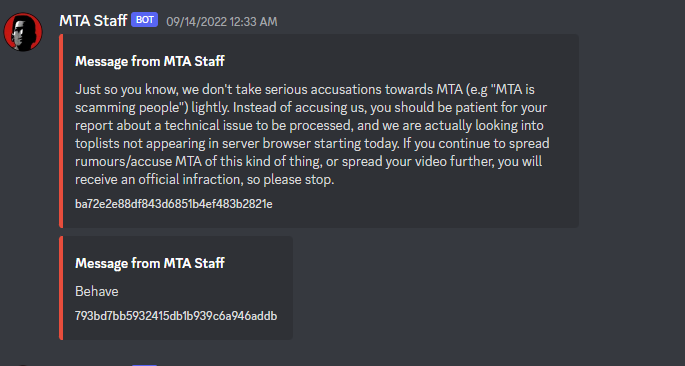 MTA Staff BOT 09/14/2022 12:33 AM
Message from MTA Staff
Just so you know, we don't take serious accusations towards MTA (e.g "MTA is
scamming people") lightly. Instead of accusing us, you should be patient for your
report about a technical issue to be processed, and we are actually looking into
toplists not appearing in server browser starting today. If you continue to spread
rumours/accuse MTA of this kind of thing, or spread your video further, you will
receive an official infraction, so please stop.
ba72e2e88df843d6851b4ef483b2821e
Message from MTA Staff
Behave
793bd7bb5932415db1b939c6a946addb